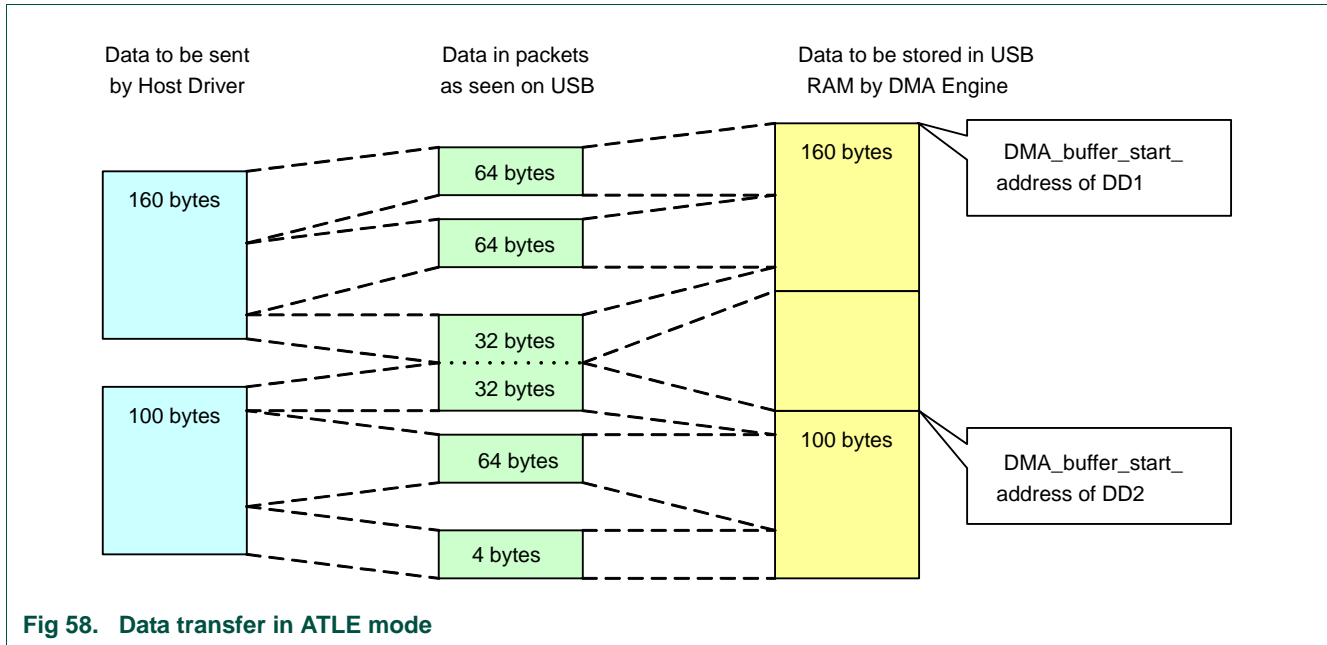 Data to be sent
by Host Driver
Data in packets
as seen on USB
Data to be stored in USB
RAM by DMA Engine
160 bytes
100 bytes
64 bytes
64 bytes
32 bytes
32 bytes
64 bytes
4 bytes
160 bytes
100 bytes
DMA_buffer_start_
address of DD1
DMA_buffer_start_
address of DD2
Fig 58. Data transfer in ATLE mode